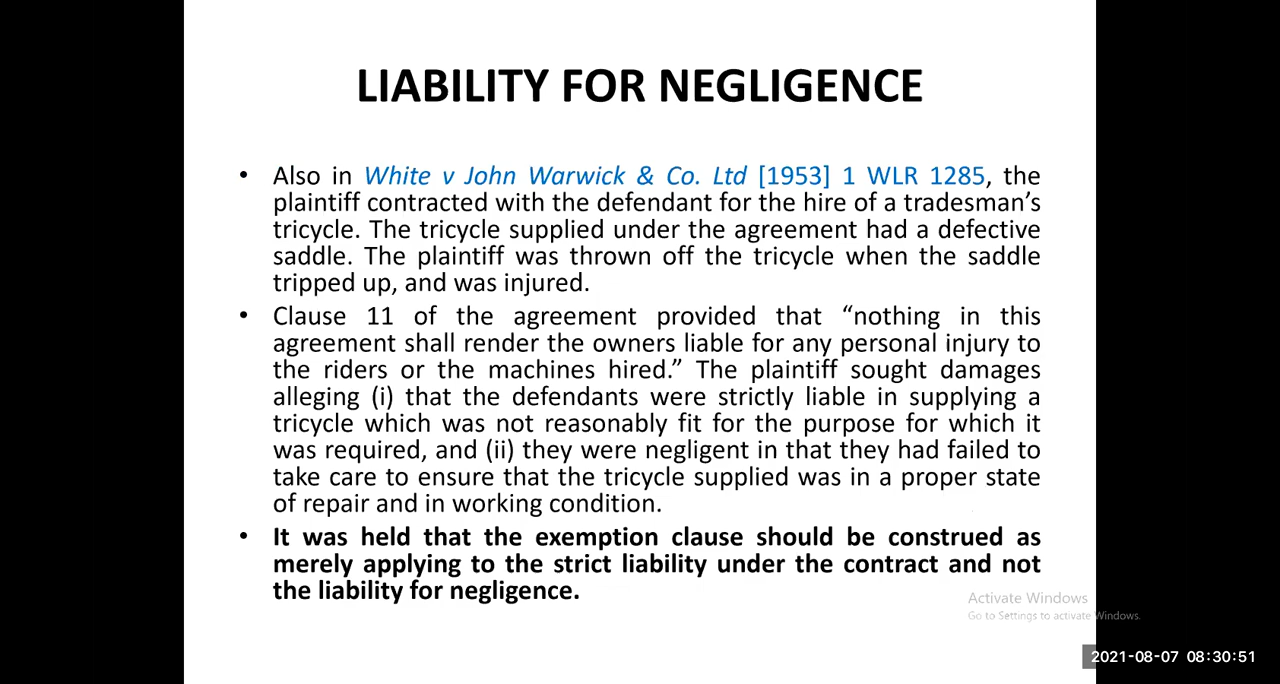 LIABILITY FOR NEGLIGENCE
• Also in White v John Warwick & Co. Ltd [1953] 1 WLR 1285, the
plaintiff contracted with the defendant for the hire of a tradesman’s
tricycle. The tricycle supplied under the agreement had a defective
saddle. The plaintiff was thrown off the tricycle when the saddle
tripped up, and was injured.
• Clause 11 of the agreement provided that “nothing in this
agreement shall render the owners liable for any personal injury to
the riders or the machines hired.” The plaintiff sought damages
alleging (i) that the defendants were strictly liable in supplying a
tricycle which was not reasonably fit for the purpose for which it
was required, and (ii) they were negligent in that they had failed to
take care to ensure that the tricycle supplied was in a proper state
of repair and in working condition.
• It was held that the exemption clause should be construed as
merely applying to the strict liability under the contract and not
the liability for negligence.
Activate Windows
Go to Settings to activate Windows.
2021-08-07 08:30:51